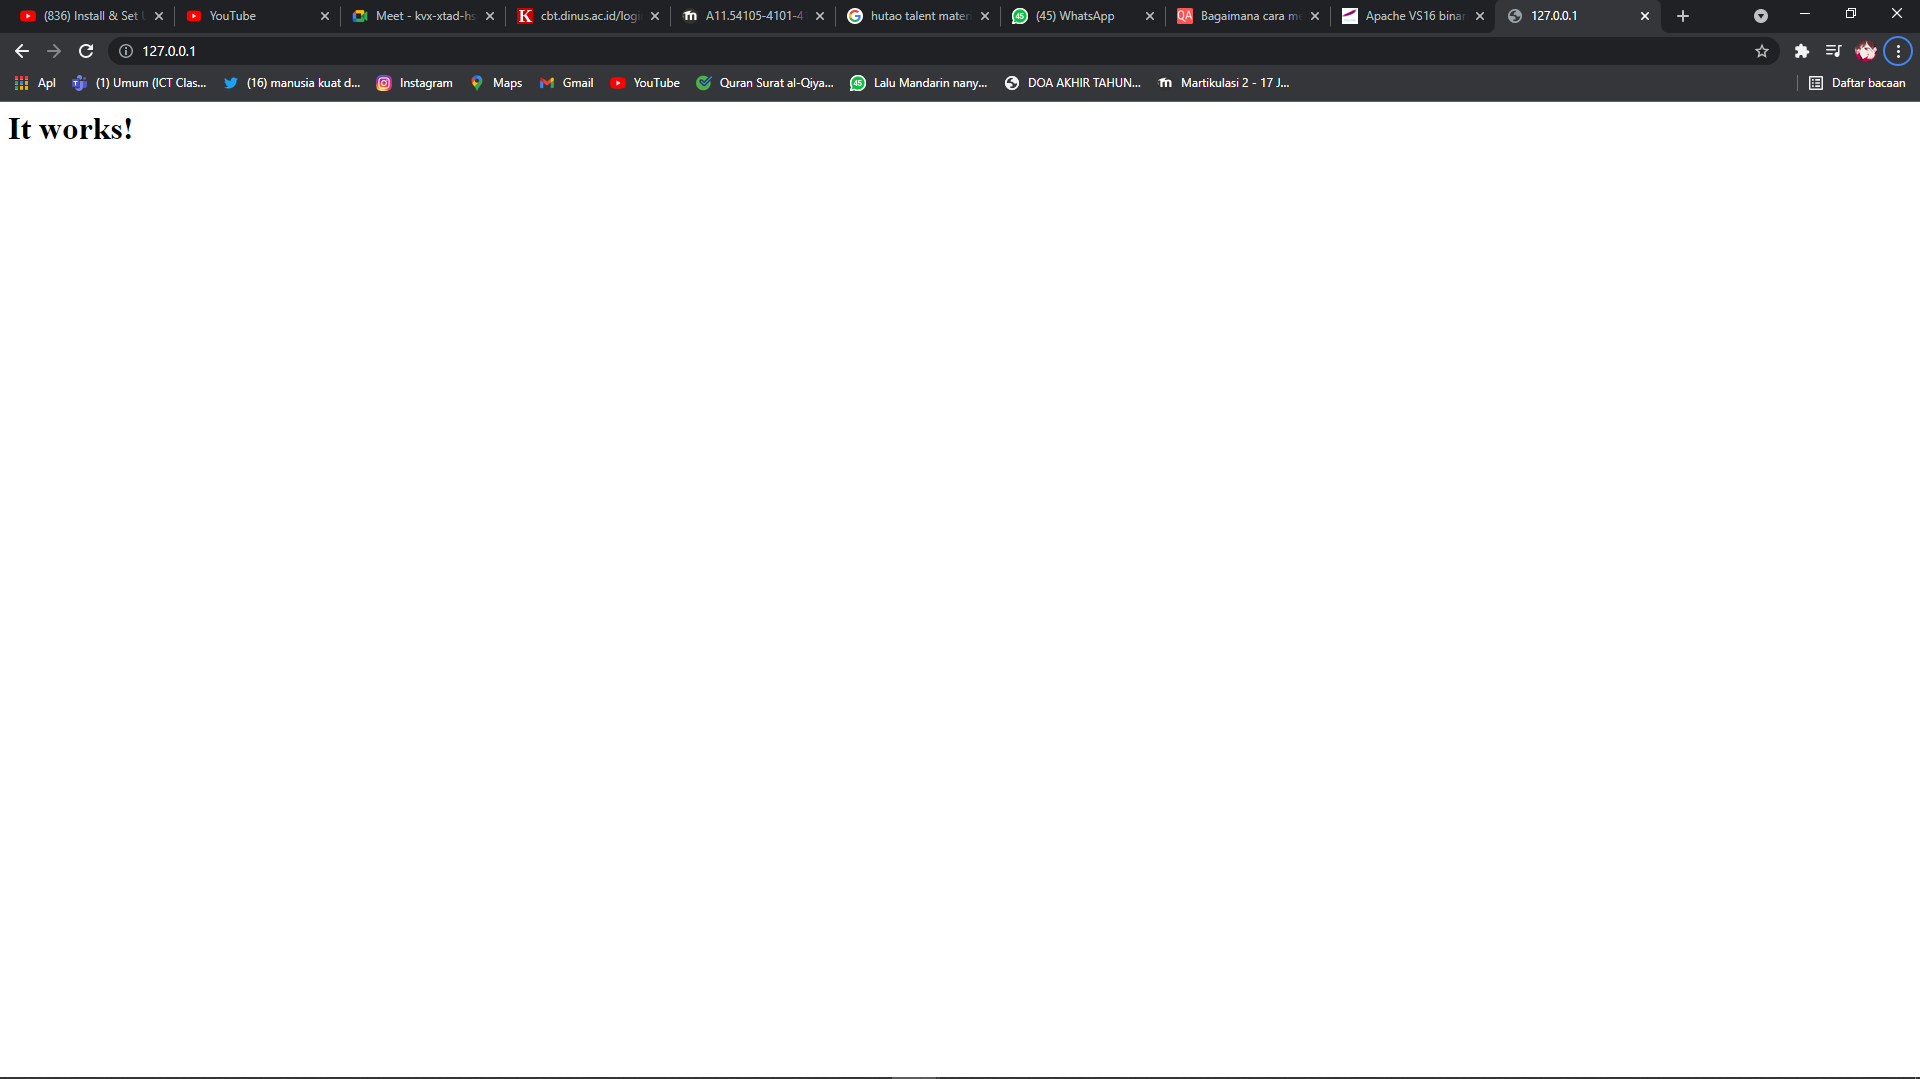 (836) Install & Set
YouTube
Meet - kvx-xtad-hs
cbt.dinus.ac.id/logi
A11.54105-4101-4
hutao talent mater
(45) WhatsApp
QA Bagaimana cara me
Apache VS16 binar
127.0.0.1
127.0.0.1
Apl
(1) Umum (ICT Clas...
(16) manusia kuat d...
Instagram
Maps
Gmail
YouTube
Quran Surat al-Qiya...
Lalu Mandarin nany...
DOA AKHIR TAHUN...
Martikulasi 2 - 17 J...
Daftar bacaan
It works!